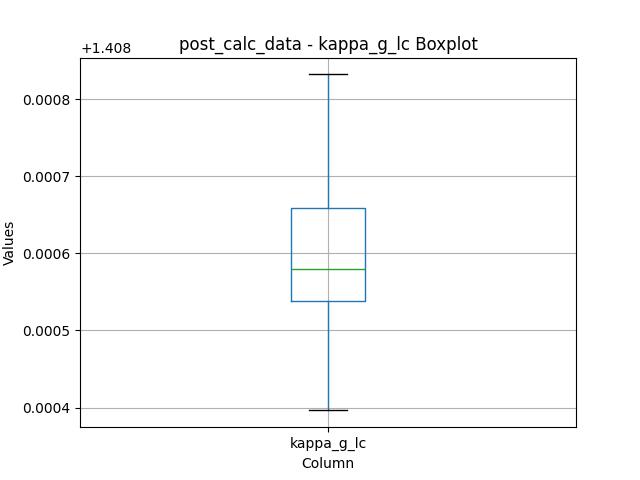 post_calc_data - kappa_g_lc Boxplot
+1.408
0.0008
0.0007
0.0006
0.0005
0.0004
Values
kappa_g_lc
Column